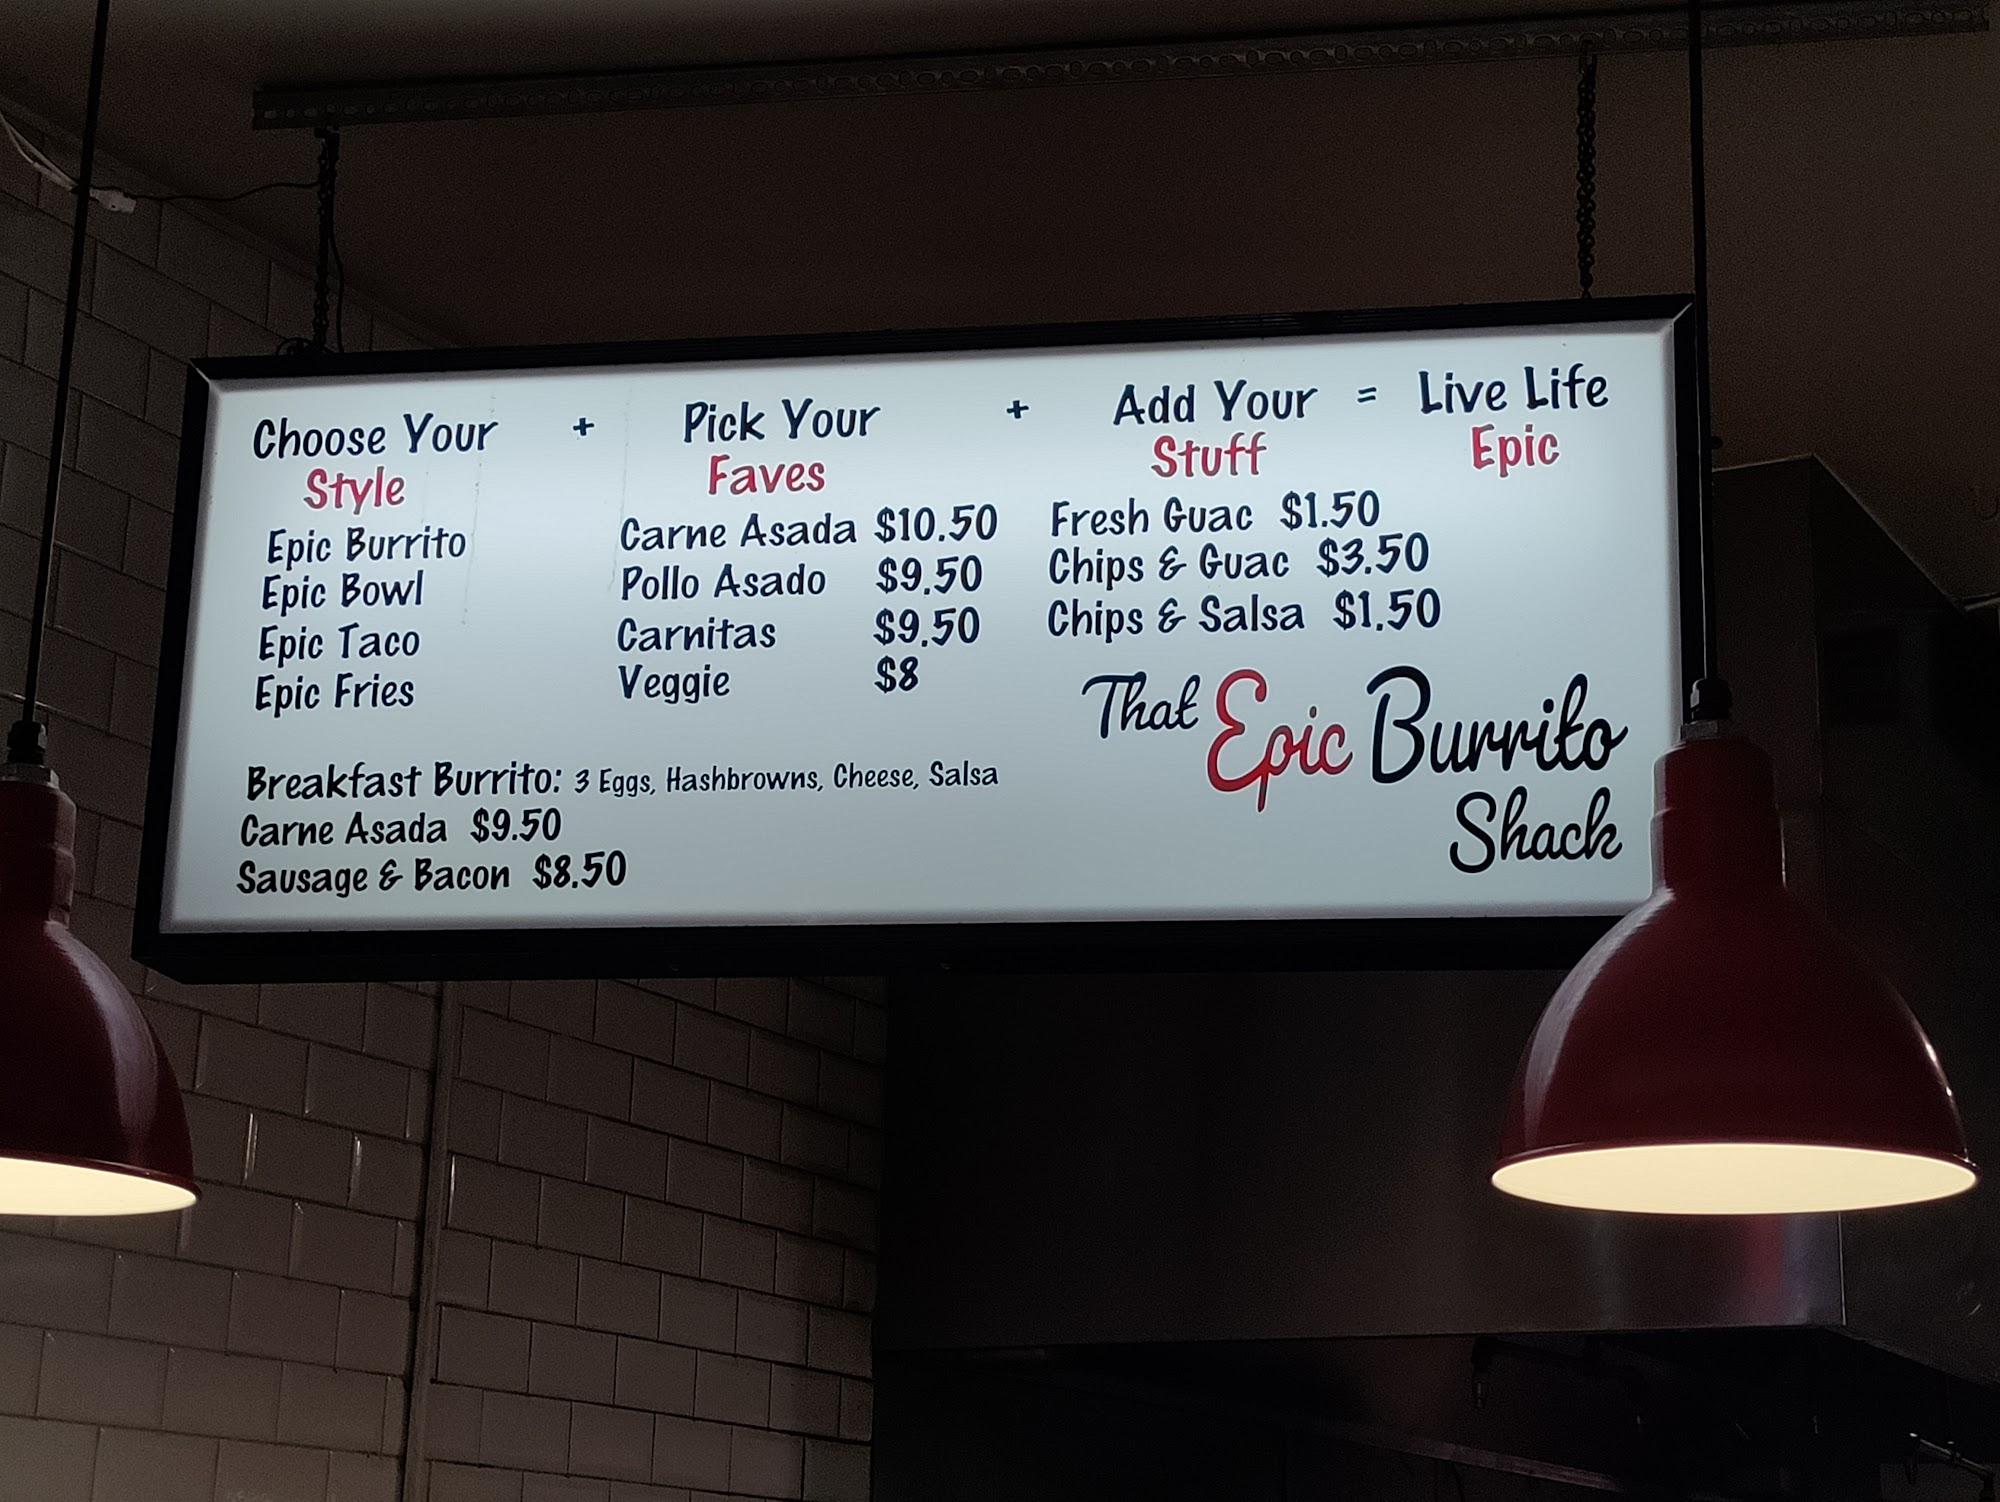 Choose Your + Pick Your + Add Your = Live Life
Style Faves Stuff Epic
Epic Burrito
Epic Bowl
Epic Taco
Epic Fries
Carne Asada $10.50
Pollo Asado $9.50
Carnitas $9.50
Veggie $8
Fresh Guac $1.50
Chips & Guac $3.50
Chips & Salsa $1.50
Breakfast Burrito: 3 Eggs, Hashbrowns, Cheese, Salsa
Carne Asada $9.50
Sausage & Bacon $8.50
That Epic Burrito
Shack